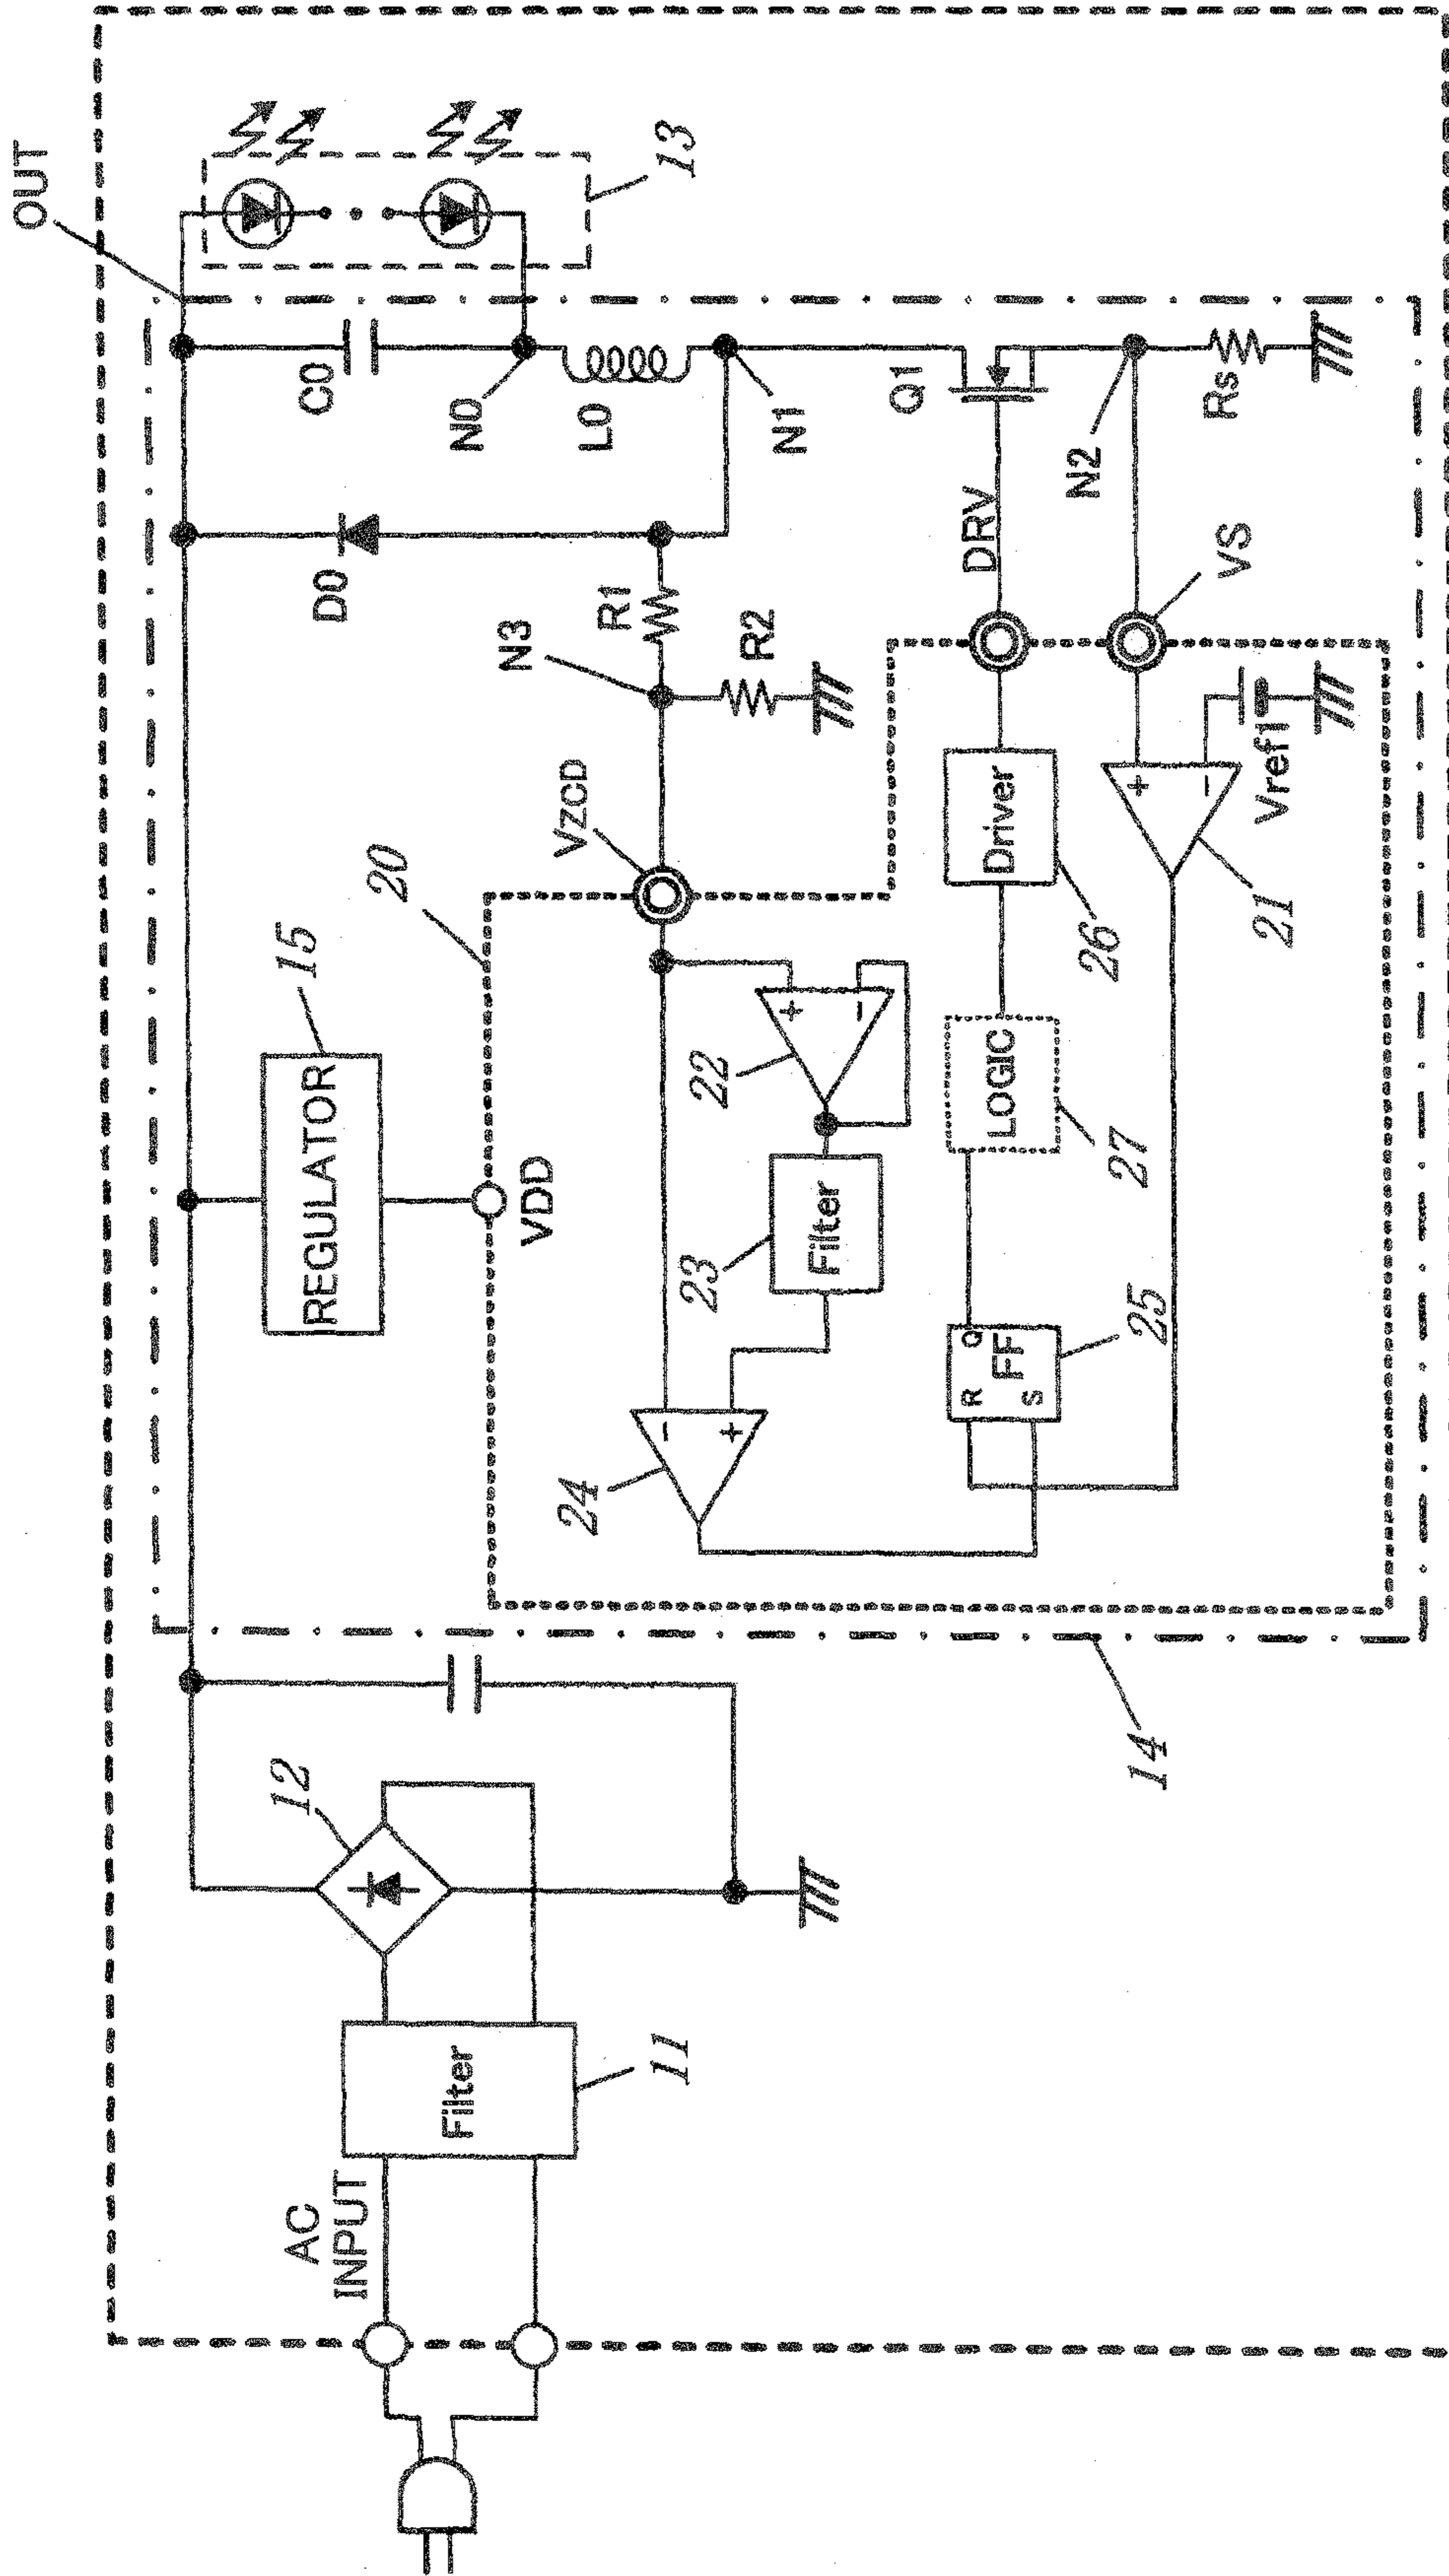 OUT
AC
INPUT
Filter
11
12
REGULATOR
15
VDD
20
14
D0
C0
N0
L0
N1
13
N3
R1
R2
VZCD
22
23
Filter
24
-
+
+
-
Q1
DRV
N2
Rs
VS
Driver
26
LOGIC
27
R
Q
FF
S
25
+
-
Vref1
21